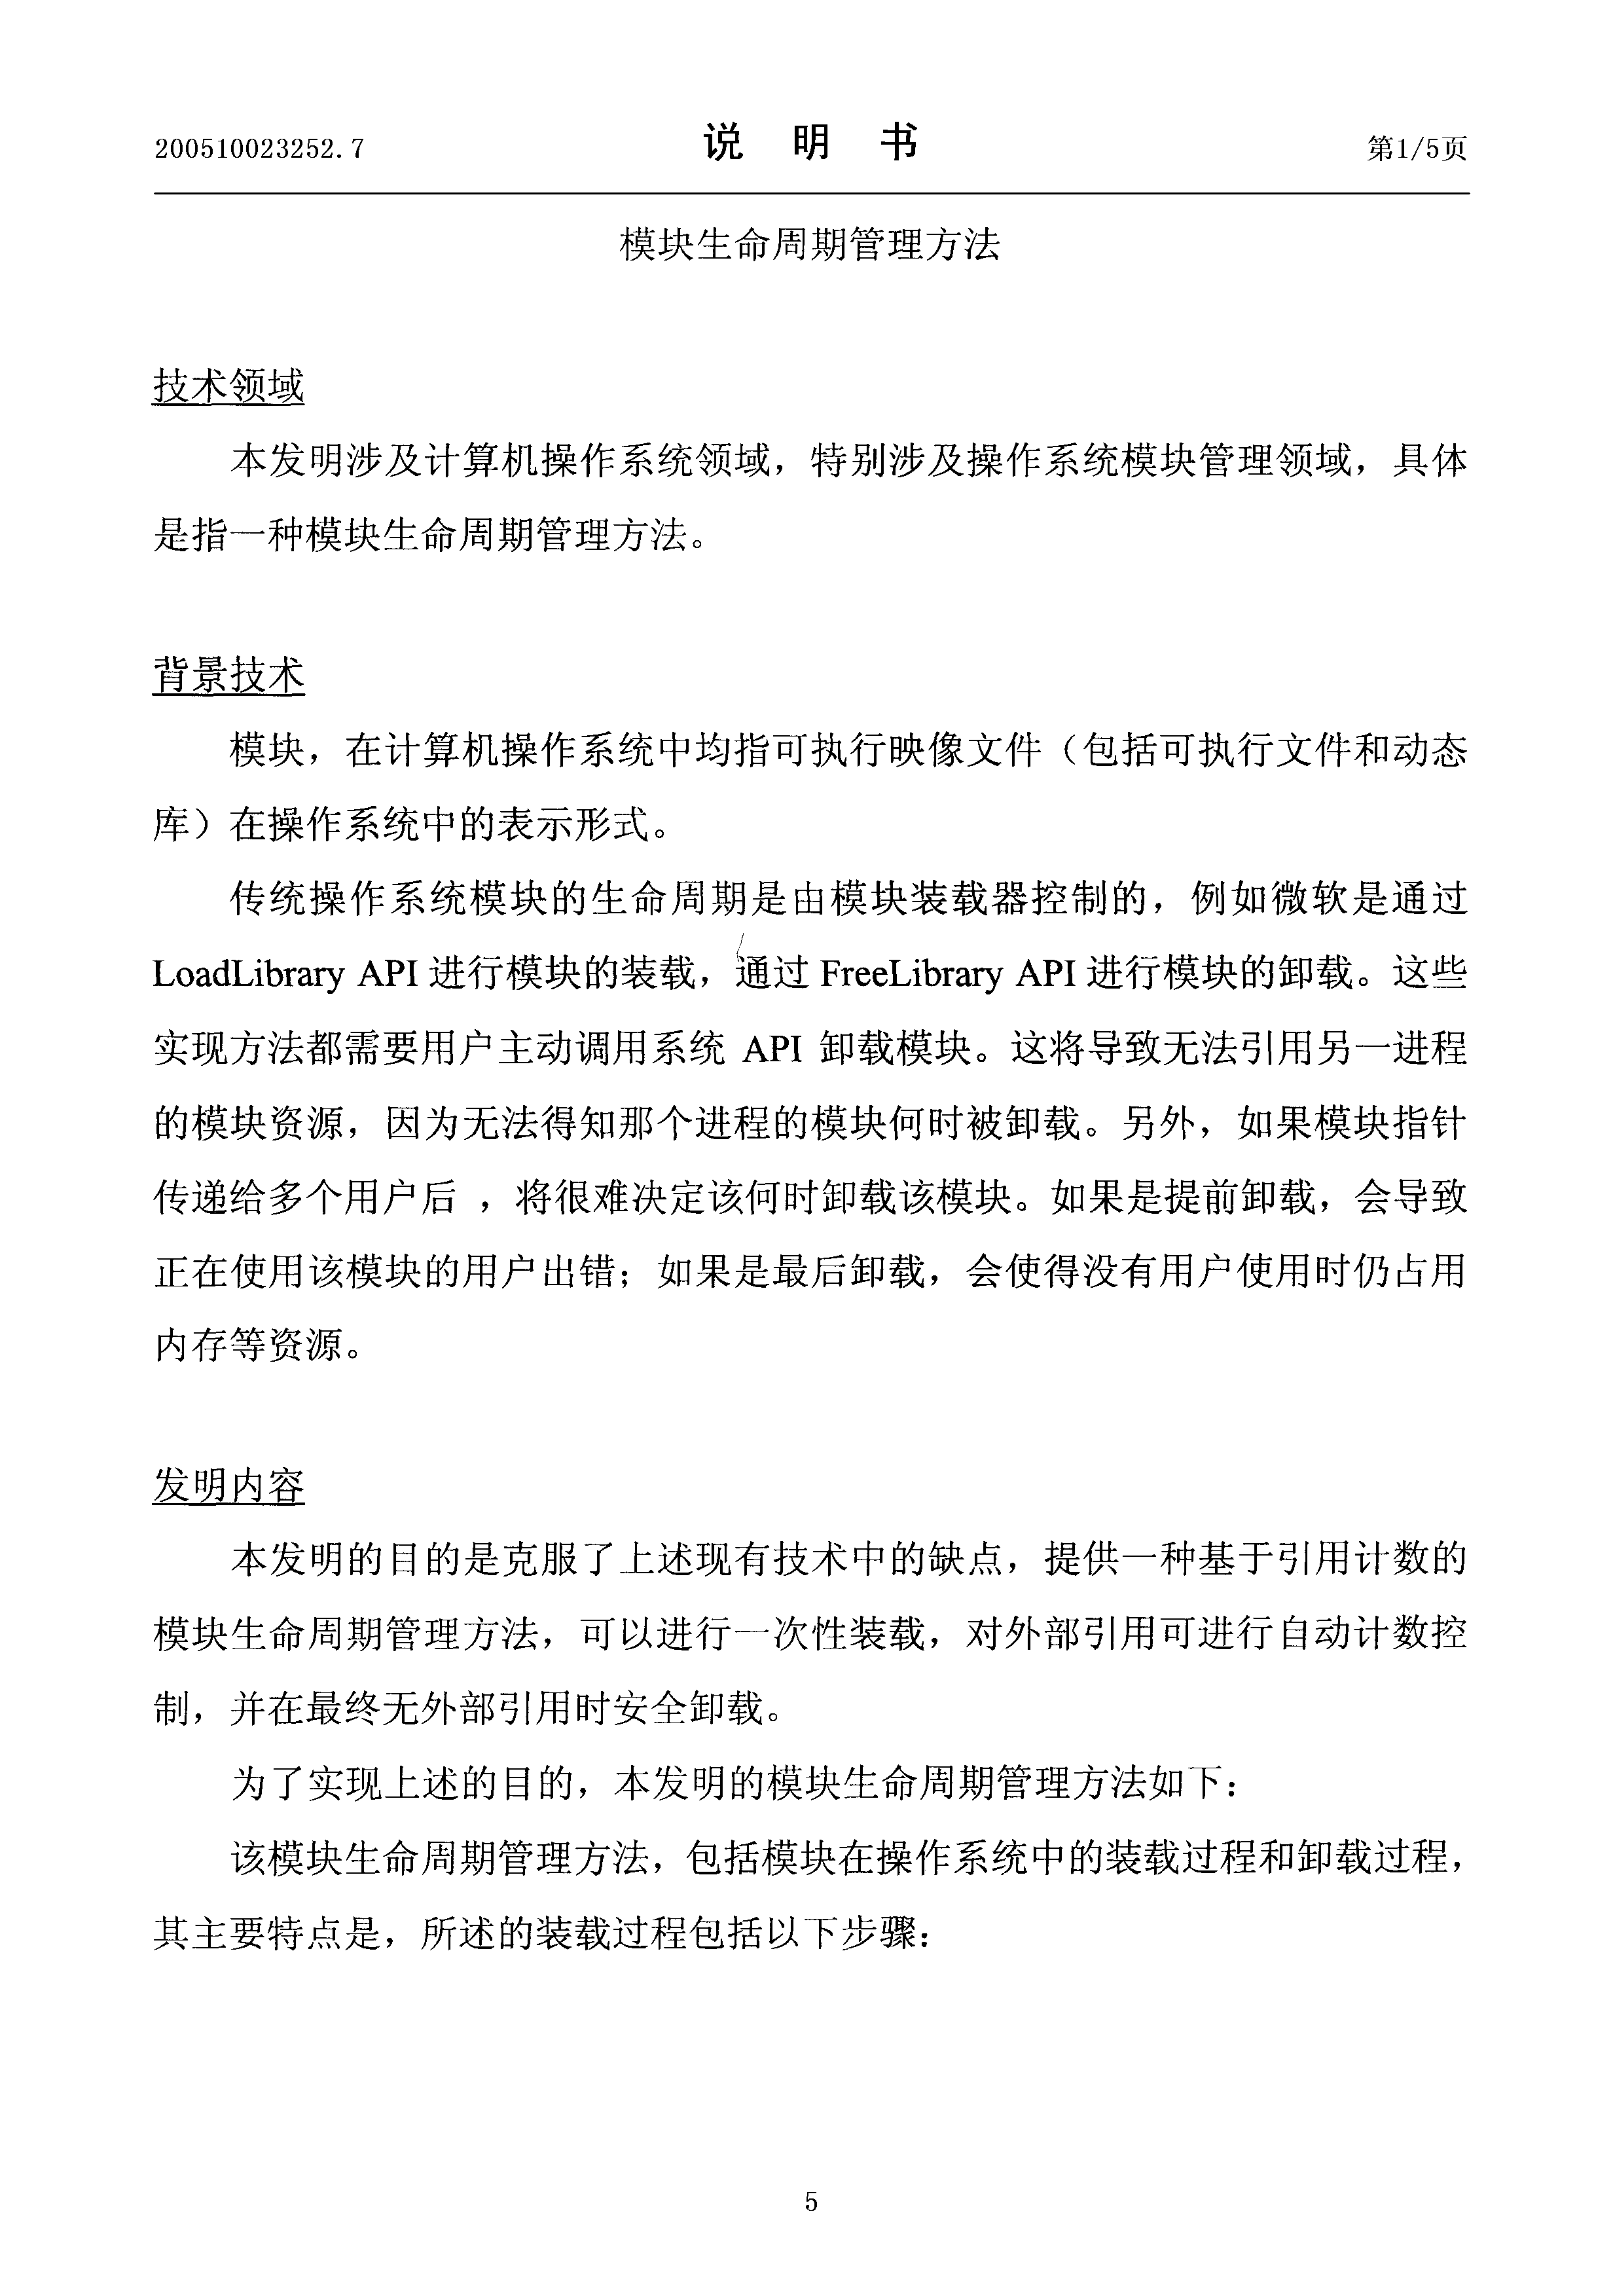 200510023252.7
说 明 书
第1/5页
模块生命周期管理方法
技术领域
本发明涉及计算机操作系统领域，特别涉及操作系统模块管理领域，具体
是指一种模块生命周期管理方法。
背景技术
模块，在计算机操作系统中均指可执行映像文件（包括可执行文件和动态
库）在操作系统中的表示形式。
传统操作系统模块的生命周期是由模块装载器控制的，例如微软是通过
LoadLibrary API 进行模块的装载，通过 FreeLibrary API 进行模块的卸载。这些
实现方法都需要用户主动调用系统 API 卸载模块。这将导致无法引用另一进程
的模块资源，因为无法得知那个进程的模块何时被卸载。另外，如果模块指针
传递给多个用户后 ，将很难决定该何时卸载该模块。如果是提前卸载，会导致
正在使用该模块的用户出错；如果是最后卸载，会使得没有用户使用时仍占用
内存等资源。
发明内容
本发明的目的是克服了上述现有技术中的缺点，提供一种基于引用计数的
模块生命周期管理方法，可以进行一次性装载，对外部引用可进行自动计数控
制，并在最终无外部引用时安全卸载。
为了实现上述的目的，本发明的模块生命周期管理方法如下：
该模块生命周期管理方法，包括模块在操作系统中的装载过程和卸载过程，
其主要特点是，所述的装载过程包括以下步骤：
5